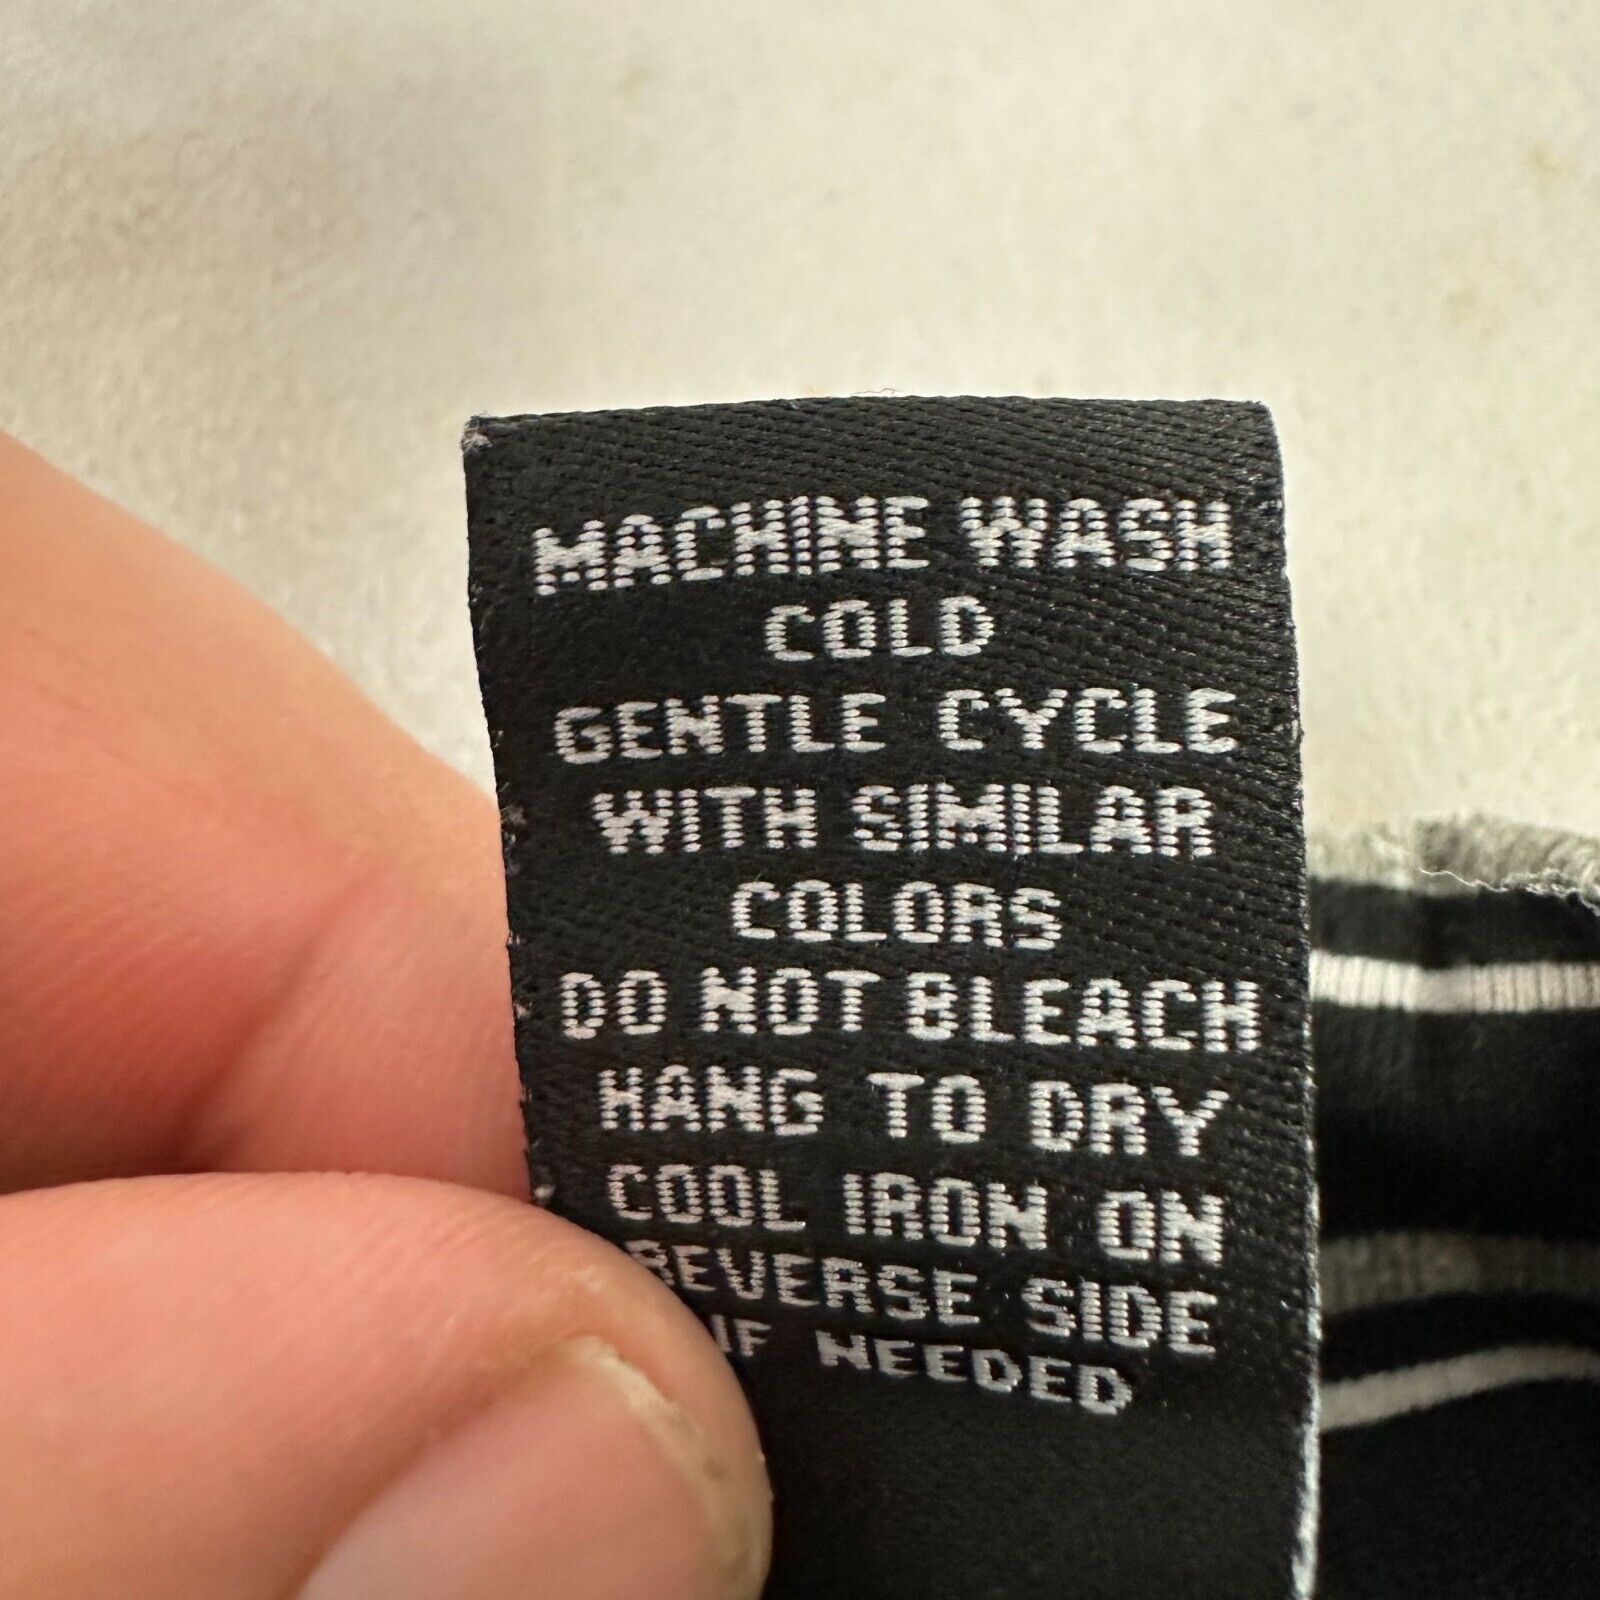 MACHINE WASH
COLD
GENTLE CYCLE
WITH SIMILAR
COLORS
DO NOT BLEACH
HANG TO DRY
COOL IRON ON
REVERSE SIDE
IF NEEDED